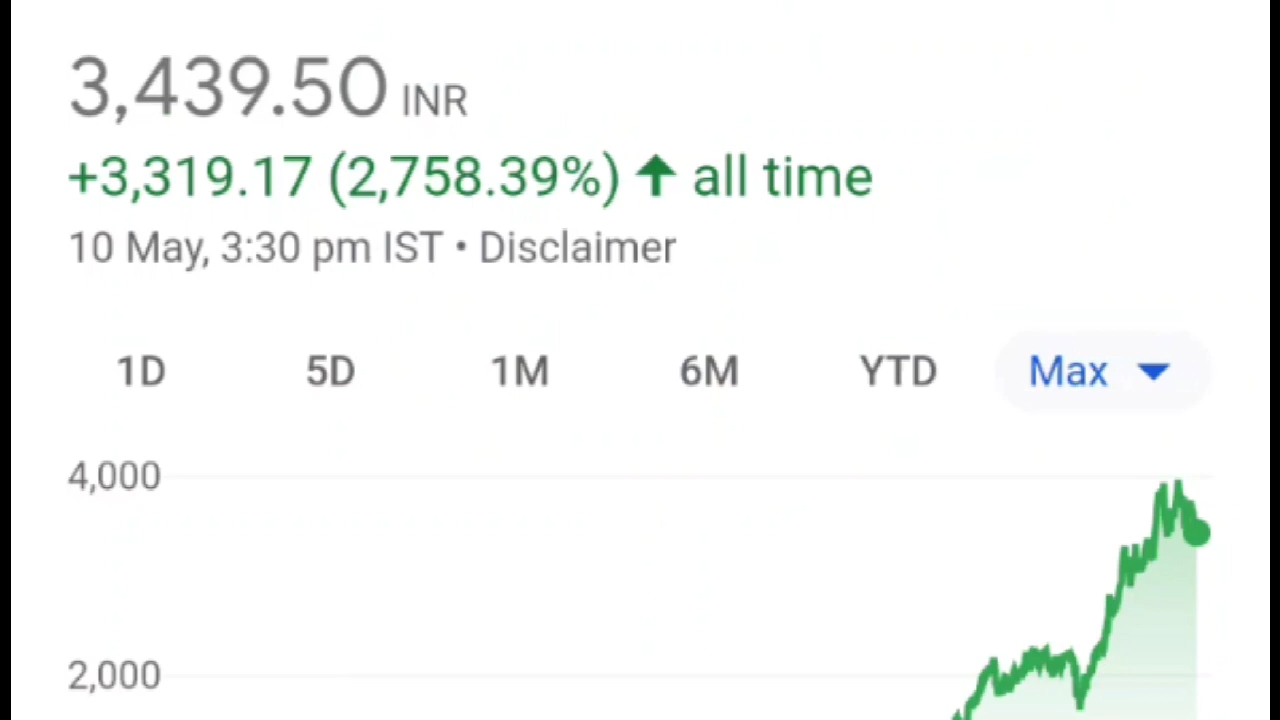 3,439.50 INR
+3,319.17 (2,758.39%) ↑ all time
10 May, 3:30 pm IST • Disclaimer
1D 5D 1M 6M YTD Max
4,000
2,000